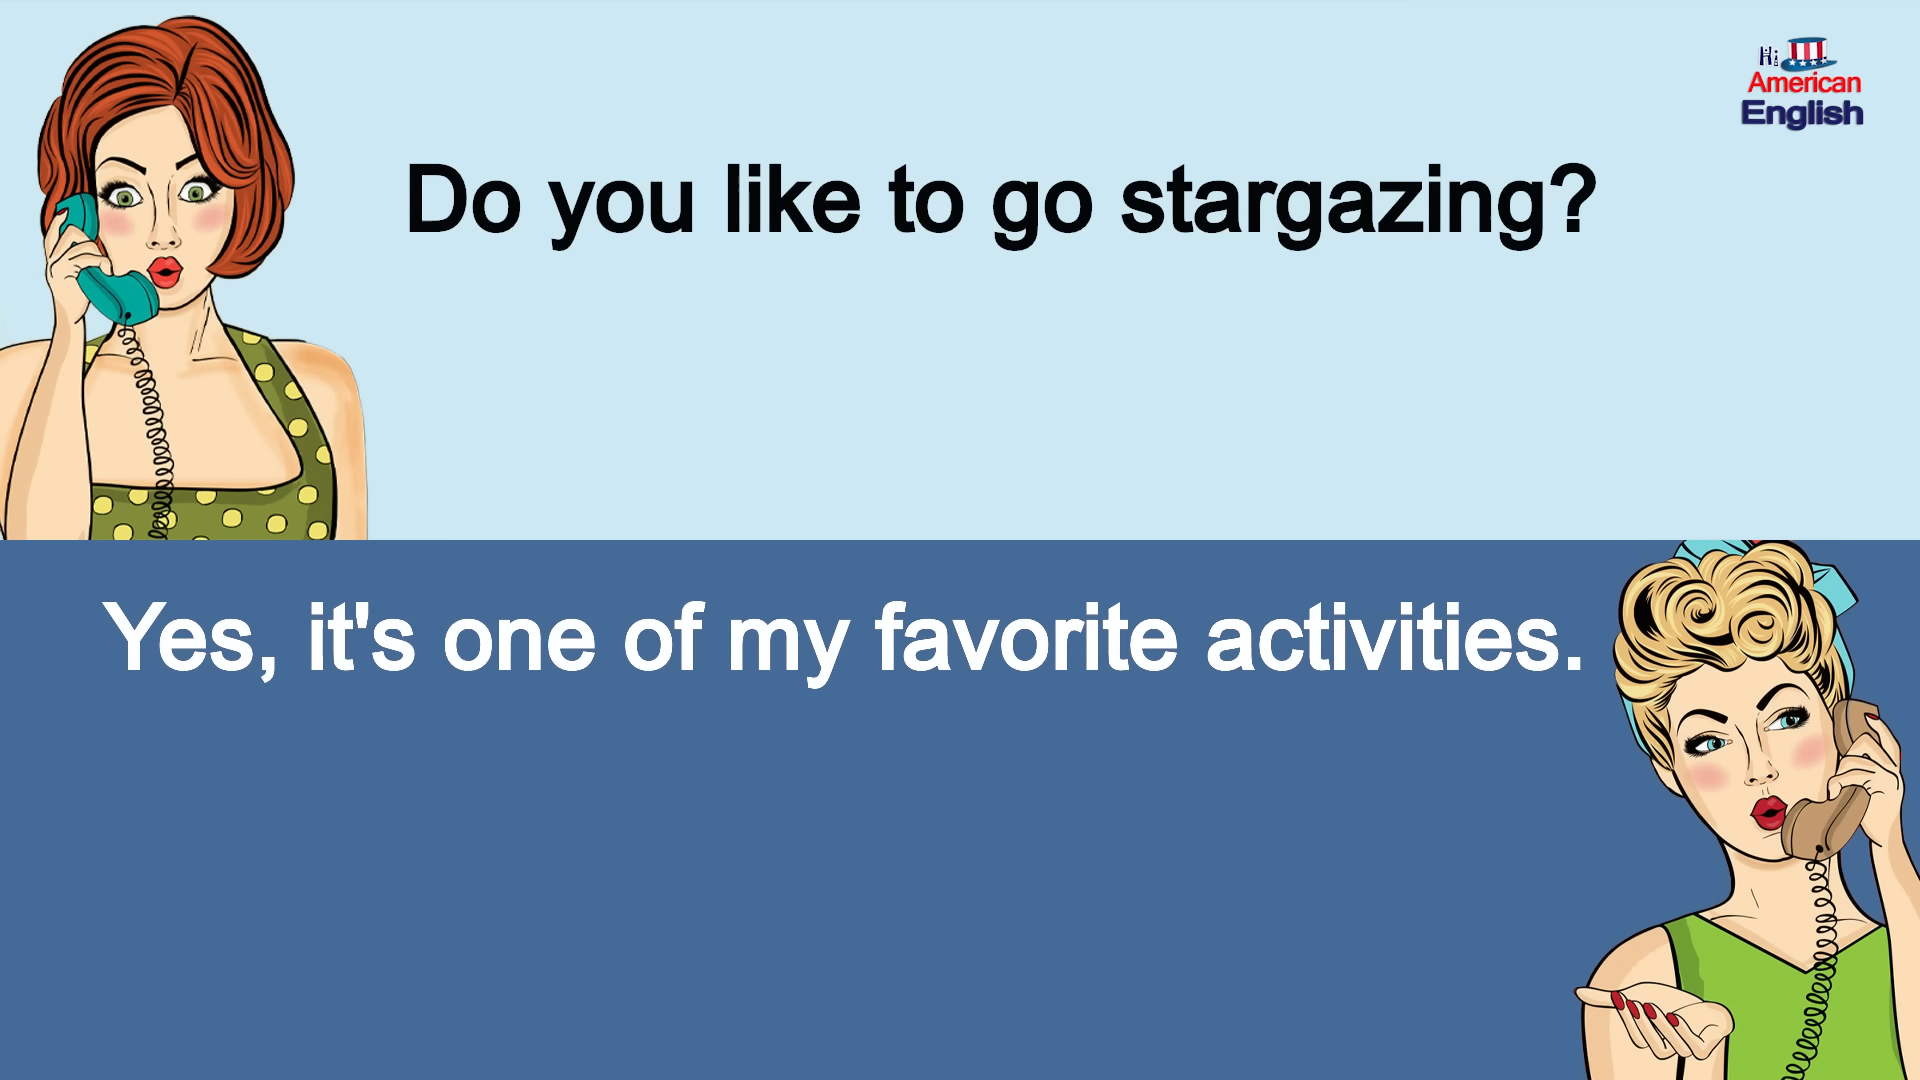 Hi
American
English
Do you like to go stargazing?
Yes, it's one of my favorite activities.